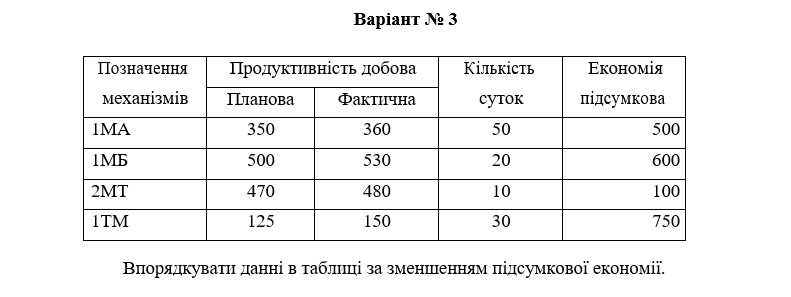 Варіант № 3
Позначення механізмів Продуктивність добова Кількість суток Економія підсумкова
Планова Фактична
1МА 350 360 50 500
1МБ 500 530 20 600
2МТ 470 480 10 100
1ТМ 125 150 30 750
Впорядкувати данні в таблиці за зменшенням підсумкової економії.